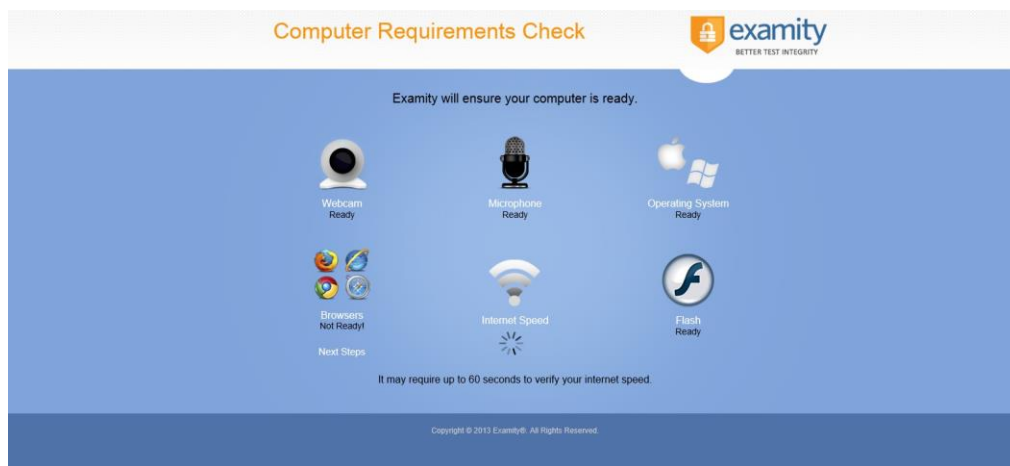 Computer Requirements Check
examity
BETTER TEST INTEGRITY
Examity will ensure your computer is ready.
Webcam
Ready
Microphone
Ready
Operating System
Ready
Browsers
Not Ready!
Next Steps
Internet Speed
Flash
Ready
It may require up to 60 seconds to verify your internet speed.
Copyright © 2013 Examity®. All Rights Reserved.